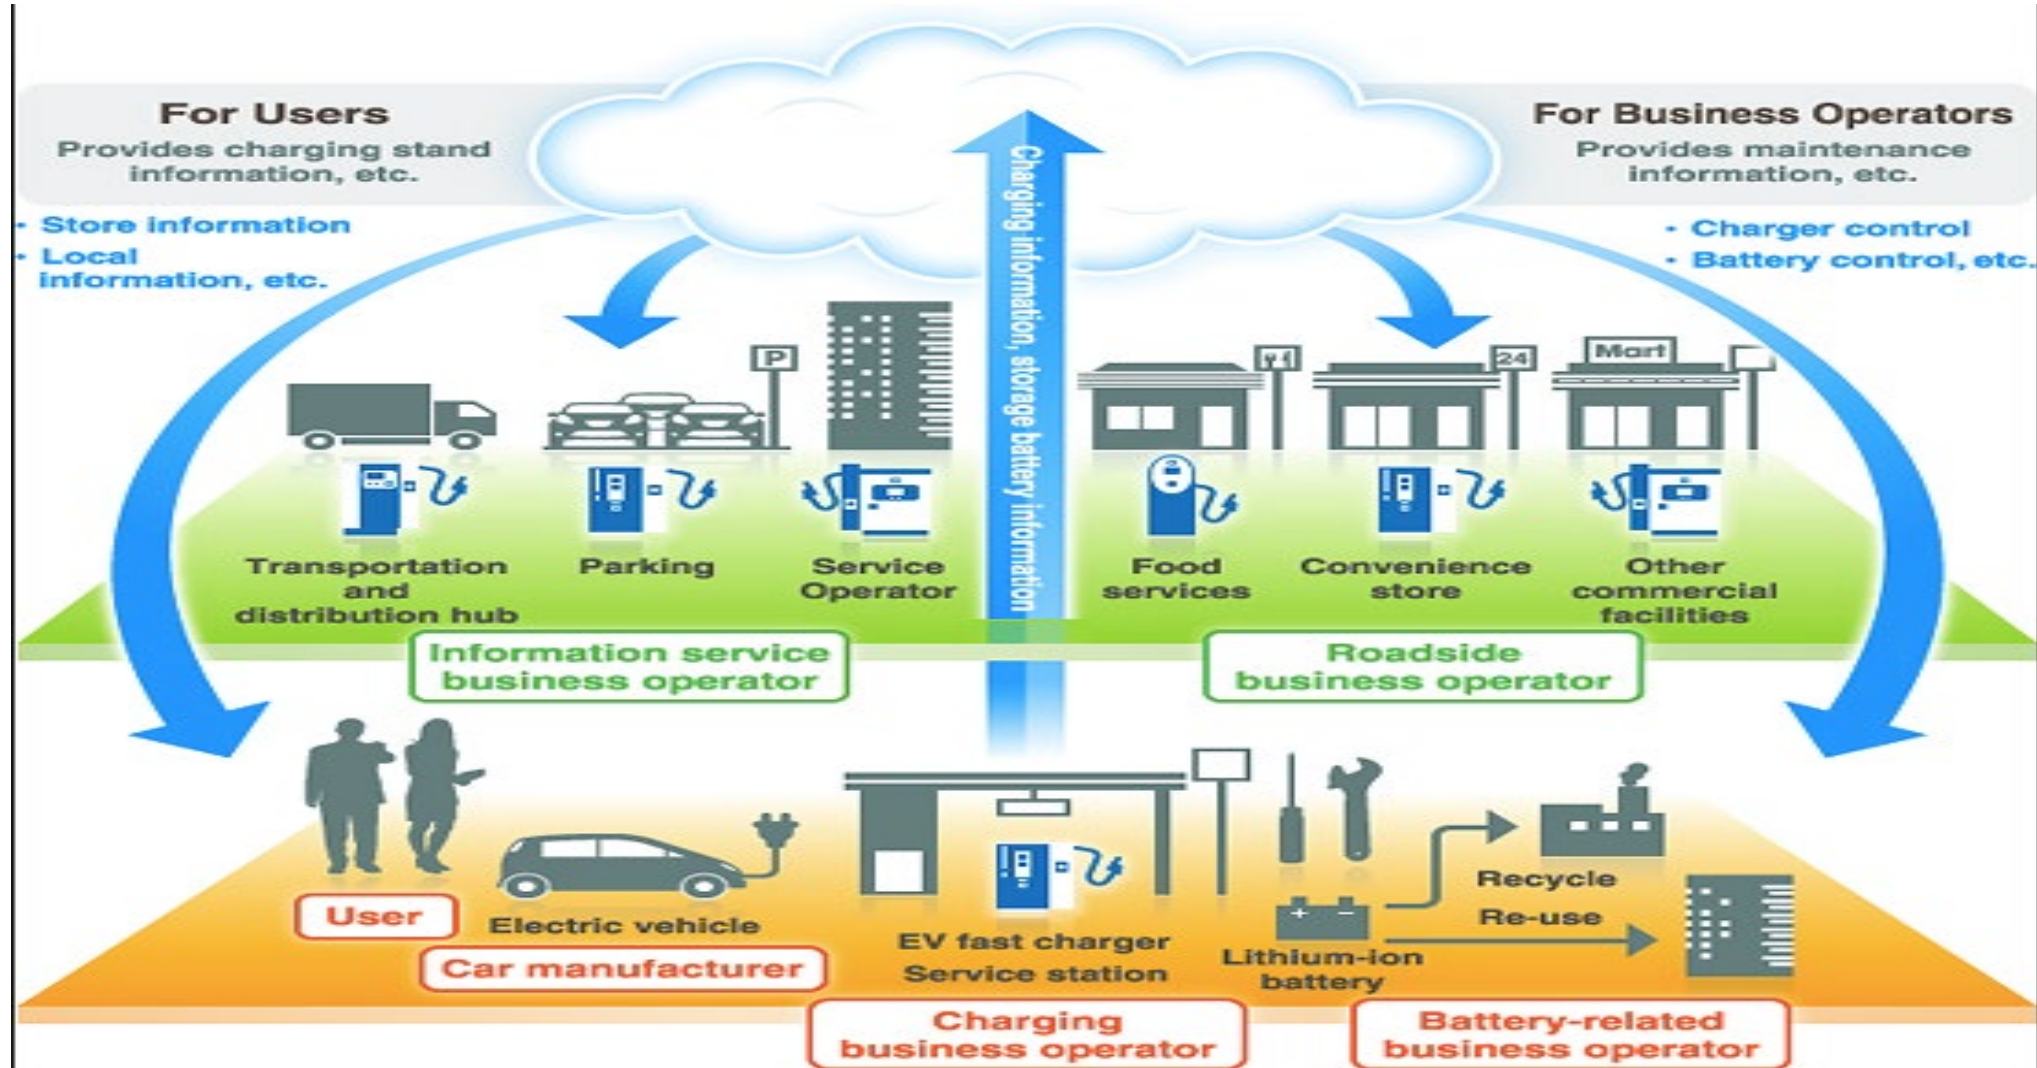 For Users
Provides charging stand
information, etc.
• Store information
• Local
information, etc.
For Business Operators
Provides maintenance
information, etc.
• Charger control
• Battery control, etc.
Charging information, storage battery information
P
24
Mart
Transportation
and
distribution hub
Parking
Service
Operator
Food
services
Convenience
store
Other
commercial
facilities
Information service
business operator
Roadside
business operator
User
Electric vehicle
Car manufacturer
EV fast charger
Service station
Charging
business operator
+ −
Lithium-ion
battery
Recycle
Re-use
Battery-related
business operator